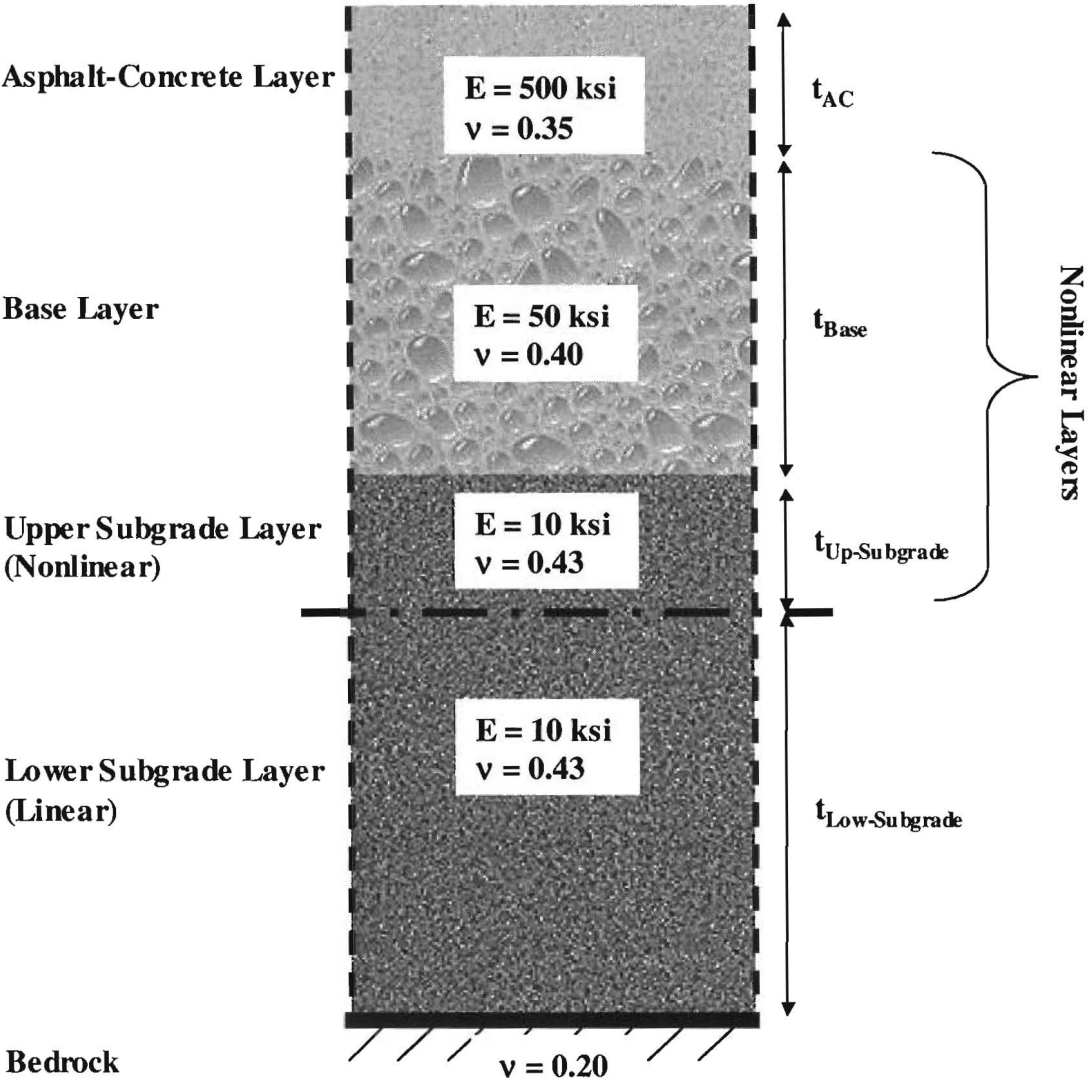 Asphalt-Concrete Layer
E = 500 ksi
ν = 0.35
t_AC
Base Layer
E = 50 ksi
ν = 0.40
t_Base
Nonlinear Layers
Upper Subgrade Layer
(Nonlinear)
E = 10 ksi
ν = 0.43
t_Up-Subgrade
Lower Subgrade Layer
(Linear)
E = 10 ksi
ν = 0.43
t_Low-Subgrade
Bedrock
ν = 0.20